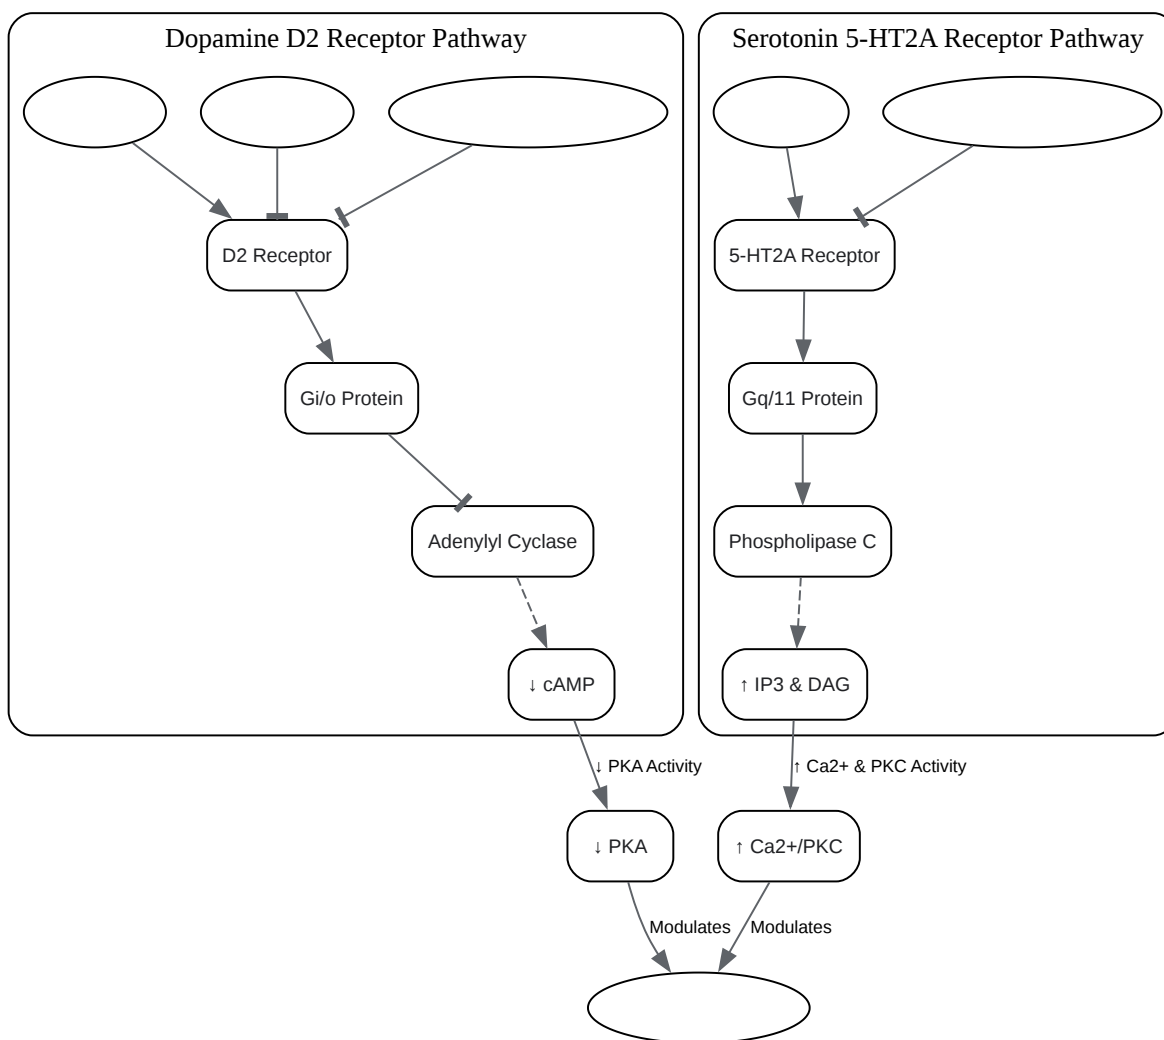 Dopamine D2 Receptor Pathway
Serotonin 5-HT2A Receptor Pathway
D2 Receptor
5-HT2A Receptor
Gi/o Protein
Gq/11 Protein
Adenylyl Cyclase
Phospholipase C
↓ cAMP
↑ IP3 & DAG
↓ PKA Activity
↑ Ca2+ & PKC Activity
↓ PKA
↑ Ca2+/PKC
Modulates
Modulates